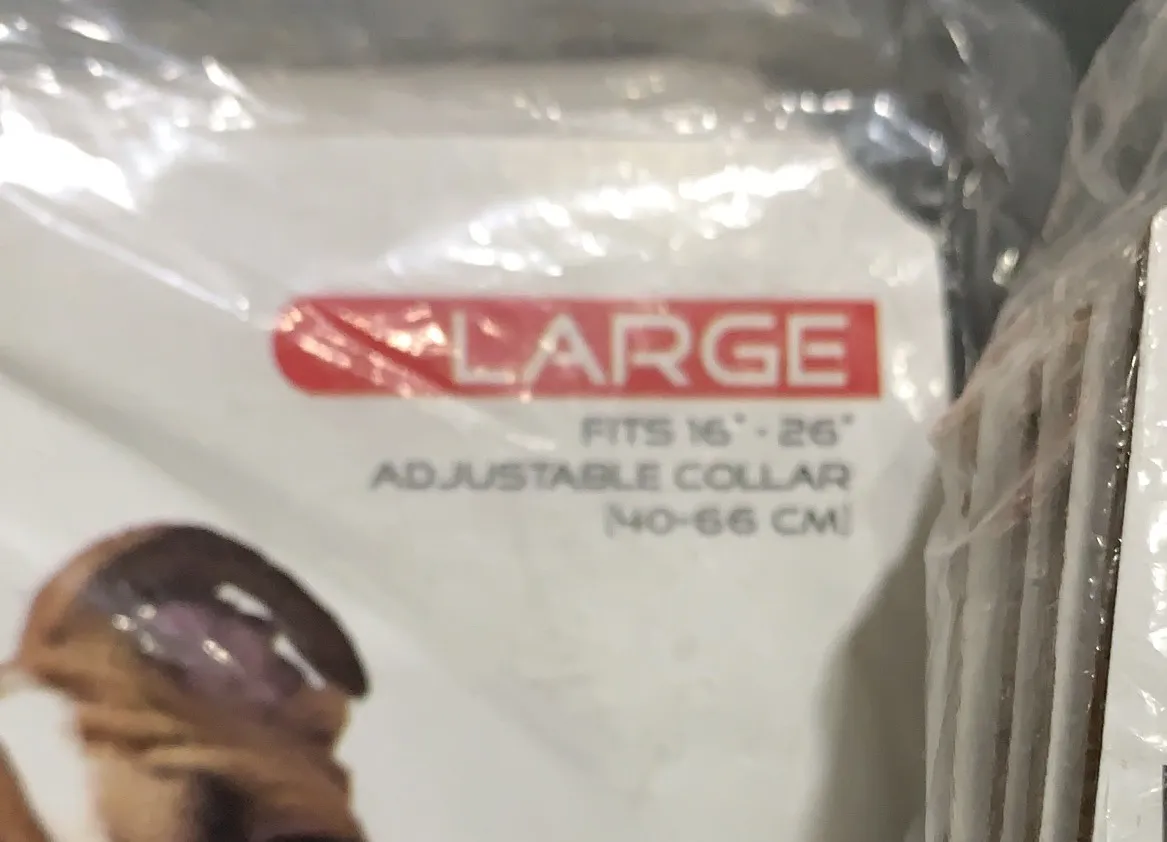 LARGE
FITS 16" - 26"
ADJUSTABLE COLLAR
(40-66 CM)